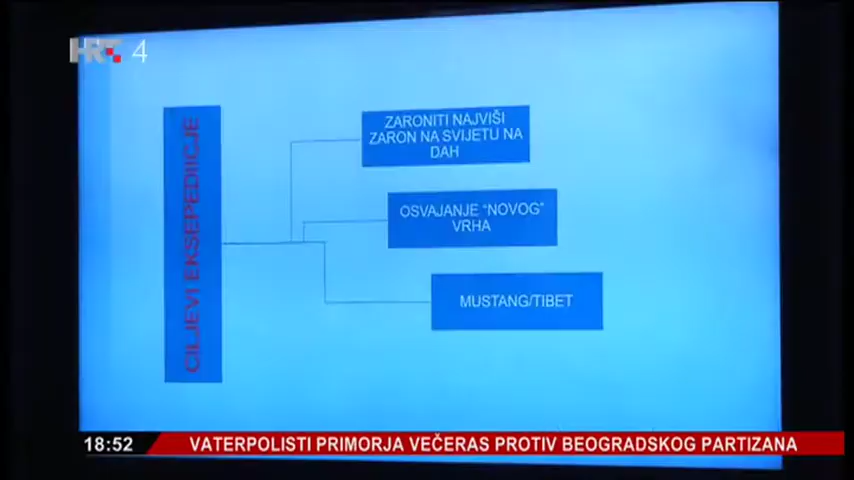 HRT 4
CILJEVI EKSEPEDIICJE
ZARONITI NAJVIŠI
ZARON NA SVIJETU NA
DAH
OSVAJANJE “NOVOG”
VRHA
MUSTANG/TIBET
18:52 VATERPOLISTI PRIMORJA VEČERAS PROTIV BEOGRADSKOG PARTIZANA